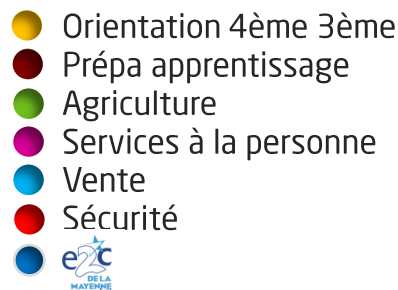 Orientation 4ème 3ème
Prépa apprentissage
Agriculture
Services à la personne
Vente
Sécurité
e2c
DE LA
MAYENNE